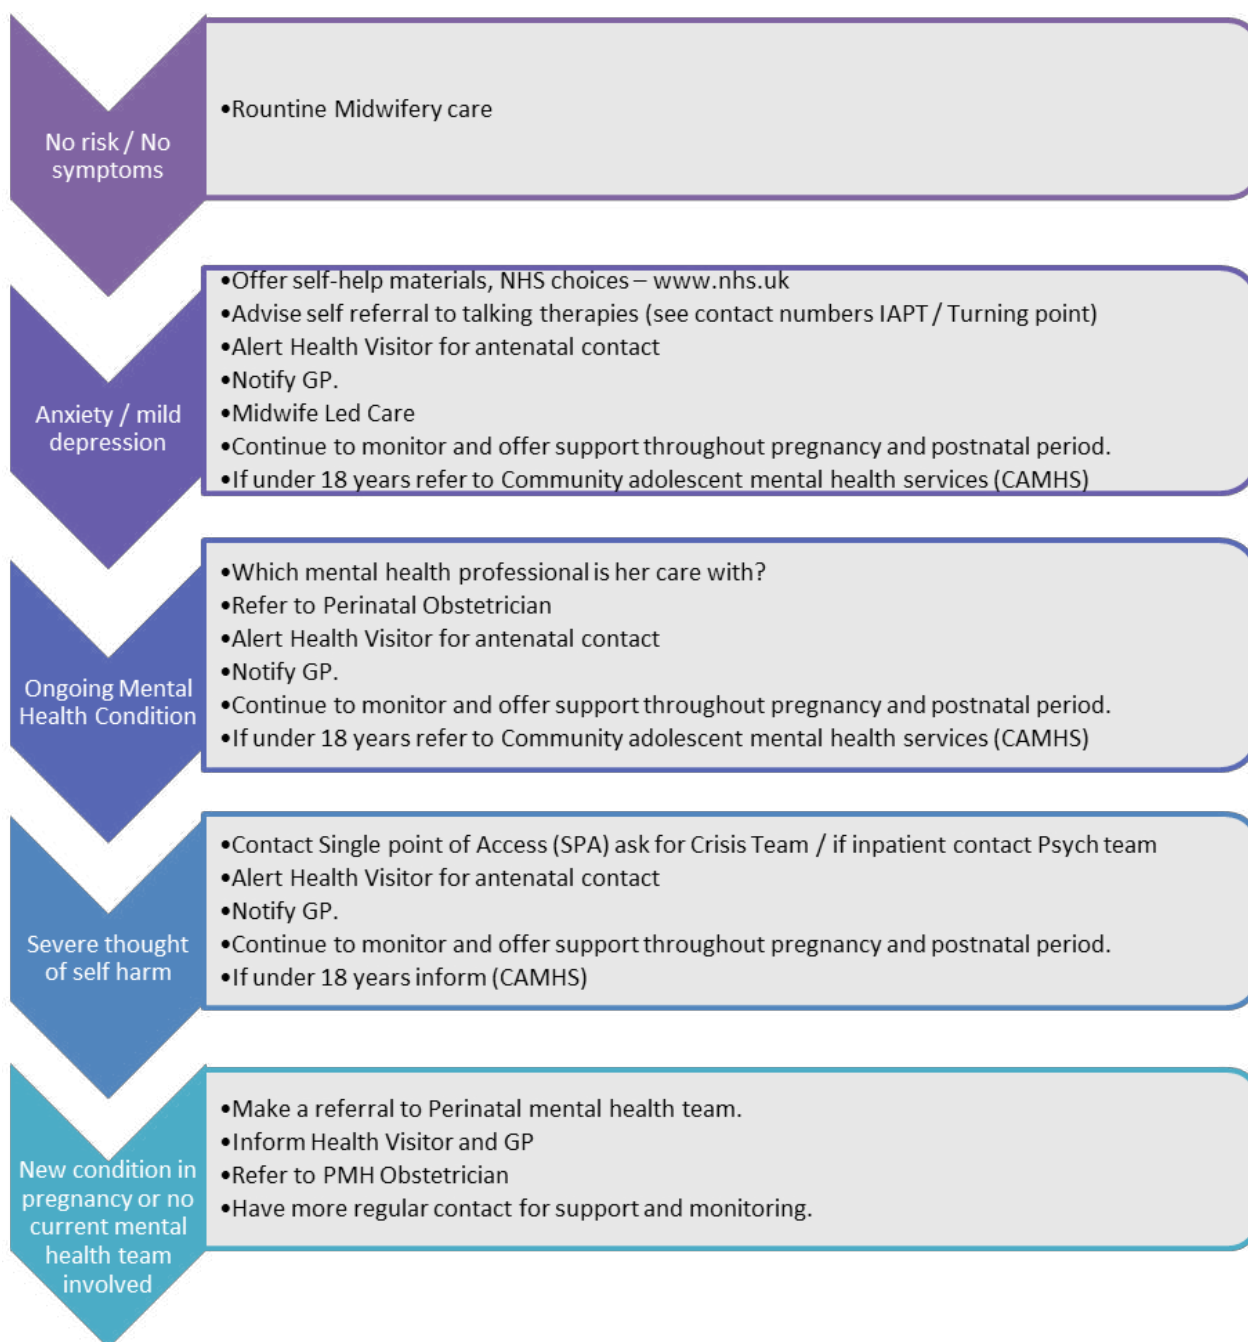 No risk / No
symptoms
•Rountine Midwifery care
Anxiety / mild
depression
•Offer self-help materials, NHS choices – www.nhs.uk
•Advise self referral to talking therapies (see contact numbers IAPT / Turning point)
•Alert Health Visitor for antenatal contact
•Notify GP.
•Midwife Led Care
•Continue to monitor and offer support throughout pregnancy and postnatal period.
•If under 18 years refer to Community adolescent mental health services (CAMHS)
Ongoing Mental
Health Condition
•Which mental health professional is her care with?
•Refer to Perinatal Obstetrician
•Alert Health Visitor for antenatal contact
•Notify GP.
•Continue to monitor and offer support throughout pregnancy and postnatal period.
•If under 18 years refer to Community adolescent mental health services (CAMHS)
Severe thought
of self harm
•Contact Single point of Access (SPA) ask for Crisis Team / if inpatient contact Psych team
•Alert Health Visitor for antenatal contact
•Notify GP.
•Continue to monitor and offer support throughout pregnancy and postnatal period.
•If under 18 years inform (CAMHS)
New condition in
pregnancy or no
current mental
health team
involved
•Make a referral to Perinatal mental health team.
•Inform Health Visitor and GP
•Refer to PMH Obstetrician
•Have more regular contact for support and monitoring.